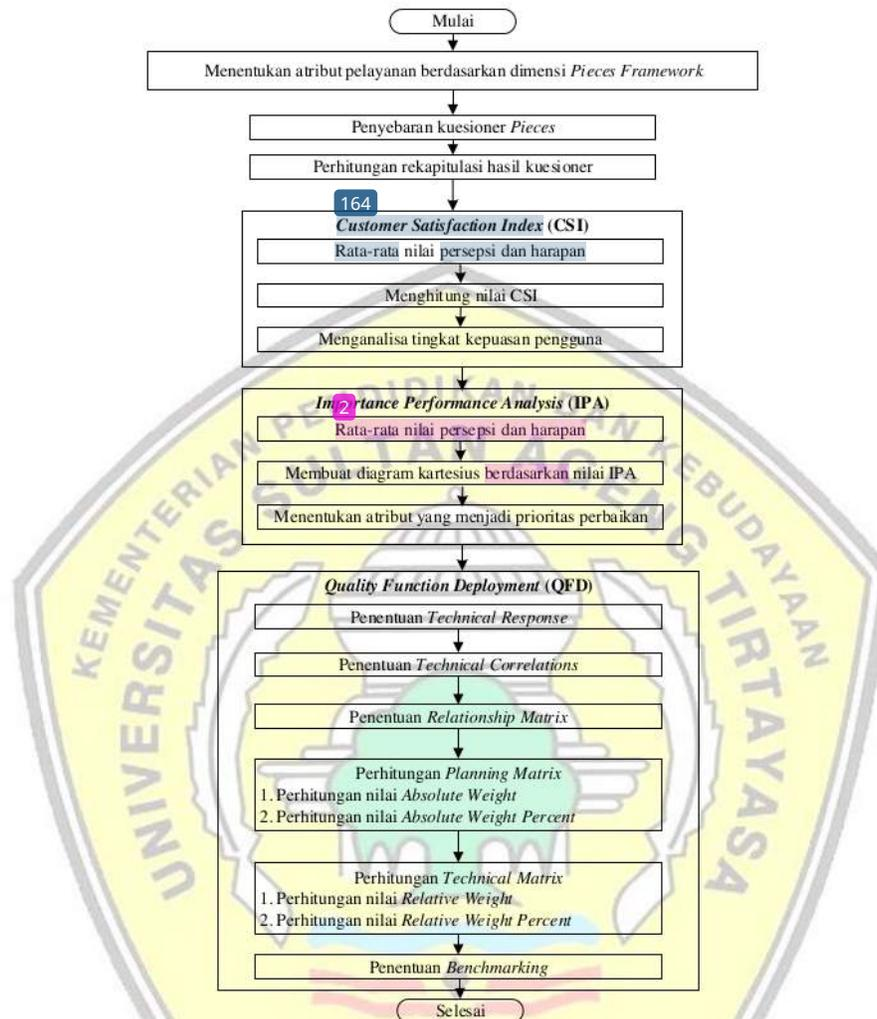 Mulai
Menentukan atribut pelayanan berdasarkan dimensi Pieces Framework
Penyebaran kuesioner Pieces
Perhitungan rekapitulasi hasil kuesioner
164
Customer Satisfaction Index (CSI)
Rata-rata nilai persepsi dan harapan
Menghitung nilai CSI
Menganalisa tingkat kepuasan pengguna
2
Importance Performance Analysis (IPA)
Rata-rata nilai persepsi dan harapan
Membuat diagram kartesius berdasarkan nilai IPA
Menentukan atribut yang menjadi prioritas perbaikan
Quality Function Deployment (QFD)
Penentuan Technical Response
Penentuan Technical Correlations
Penentuan Relationship Matrix
Perhitungan Planning Matrix
1. Perhitungan nilai Absolute Weight
2. Perhitungan nilai Absolute Weight Percent
Perhitungan Technical Matrix
1. Perhitungan nilai Relative Weight
2. Perhitungan nilai Relative Weight Percent
Penentuan Benchmarking
Selesai
KEMENTERIAN PENDIDIKAN DAN KEBUDAYAAN
UNIVERSITAS SULTAN AGENG TIRTAYASA